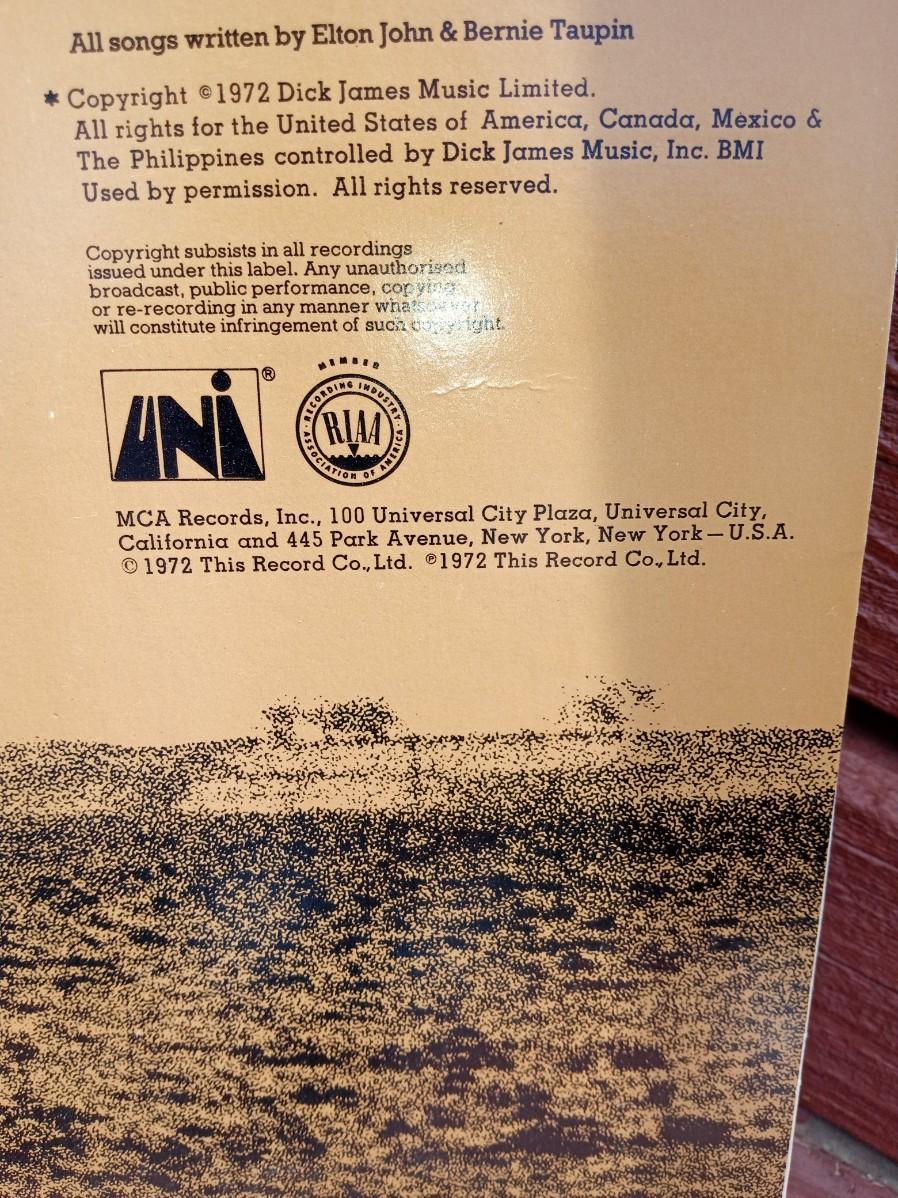 All songs written by Elton John & Bernie Taupin
* Copyright ©1972 Dick James Music Limited.
All rights for the United States of America, Canada, Mexico &
The Philippines controlled by Dick James Music, Inc. BMI
Used by permission. All rights reserved.
Copyright subsists in all recordings
issued under this label. Any unauthorised
broadcast, public performance, copying
or re-recording in any manner whatsoever
will constitute infringement of such copyright.
UNi ®
MEMBER
RECORDING INDUSTRY
RIAA
ASSOCIATION OF AMERICA
MCA Records, Inc., 100 Universal City Plaza, Universal City,
California and 445 Park Avenue, New York, New York—U.S.A.
© 1972 This Record Co., Ltd. ℗1972 This Record Co., Ltd.